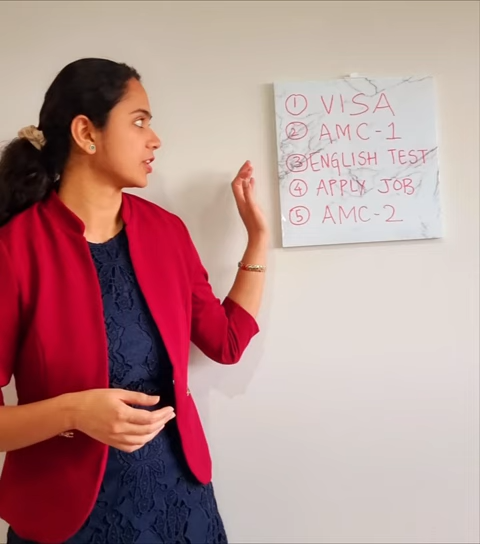 ① VISA
② AMC-1
③ ENGLISH TEST
④ APPLY JOB
⑤ AMC-2